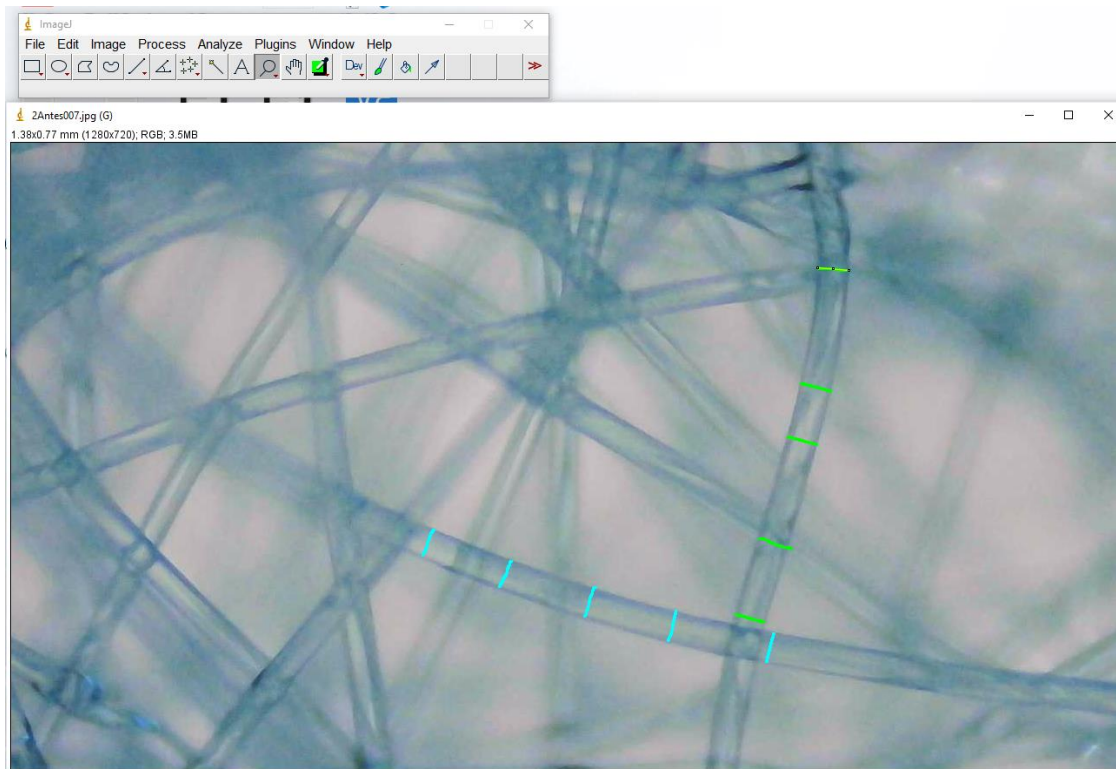 ImageJ
File Edit Image Process Analyze Plugins Window Help
A Dev >>
2Antes007.jpg (G)
1.38x0.77 mm (1280x720); RGB; 3.5MB